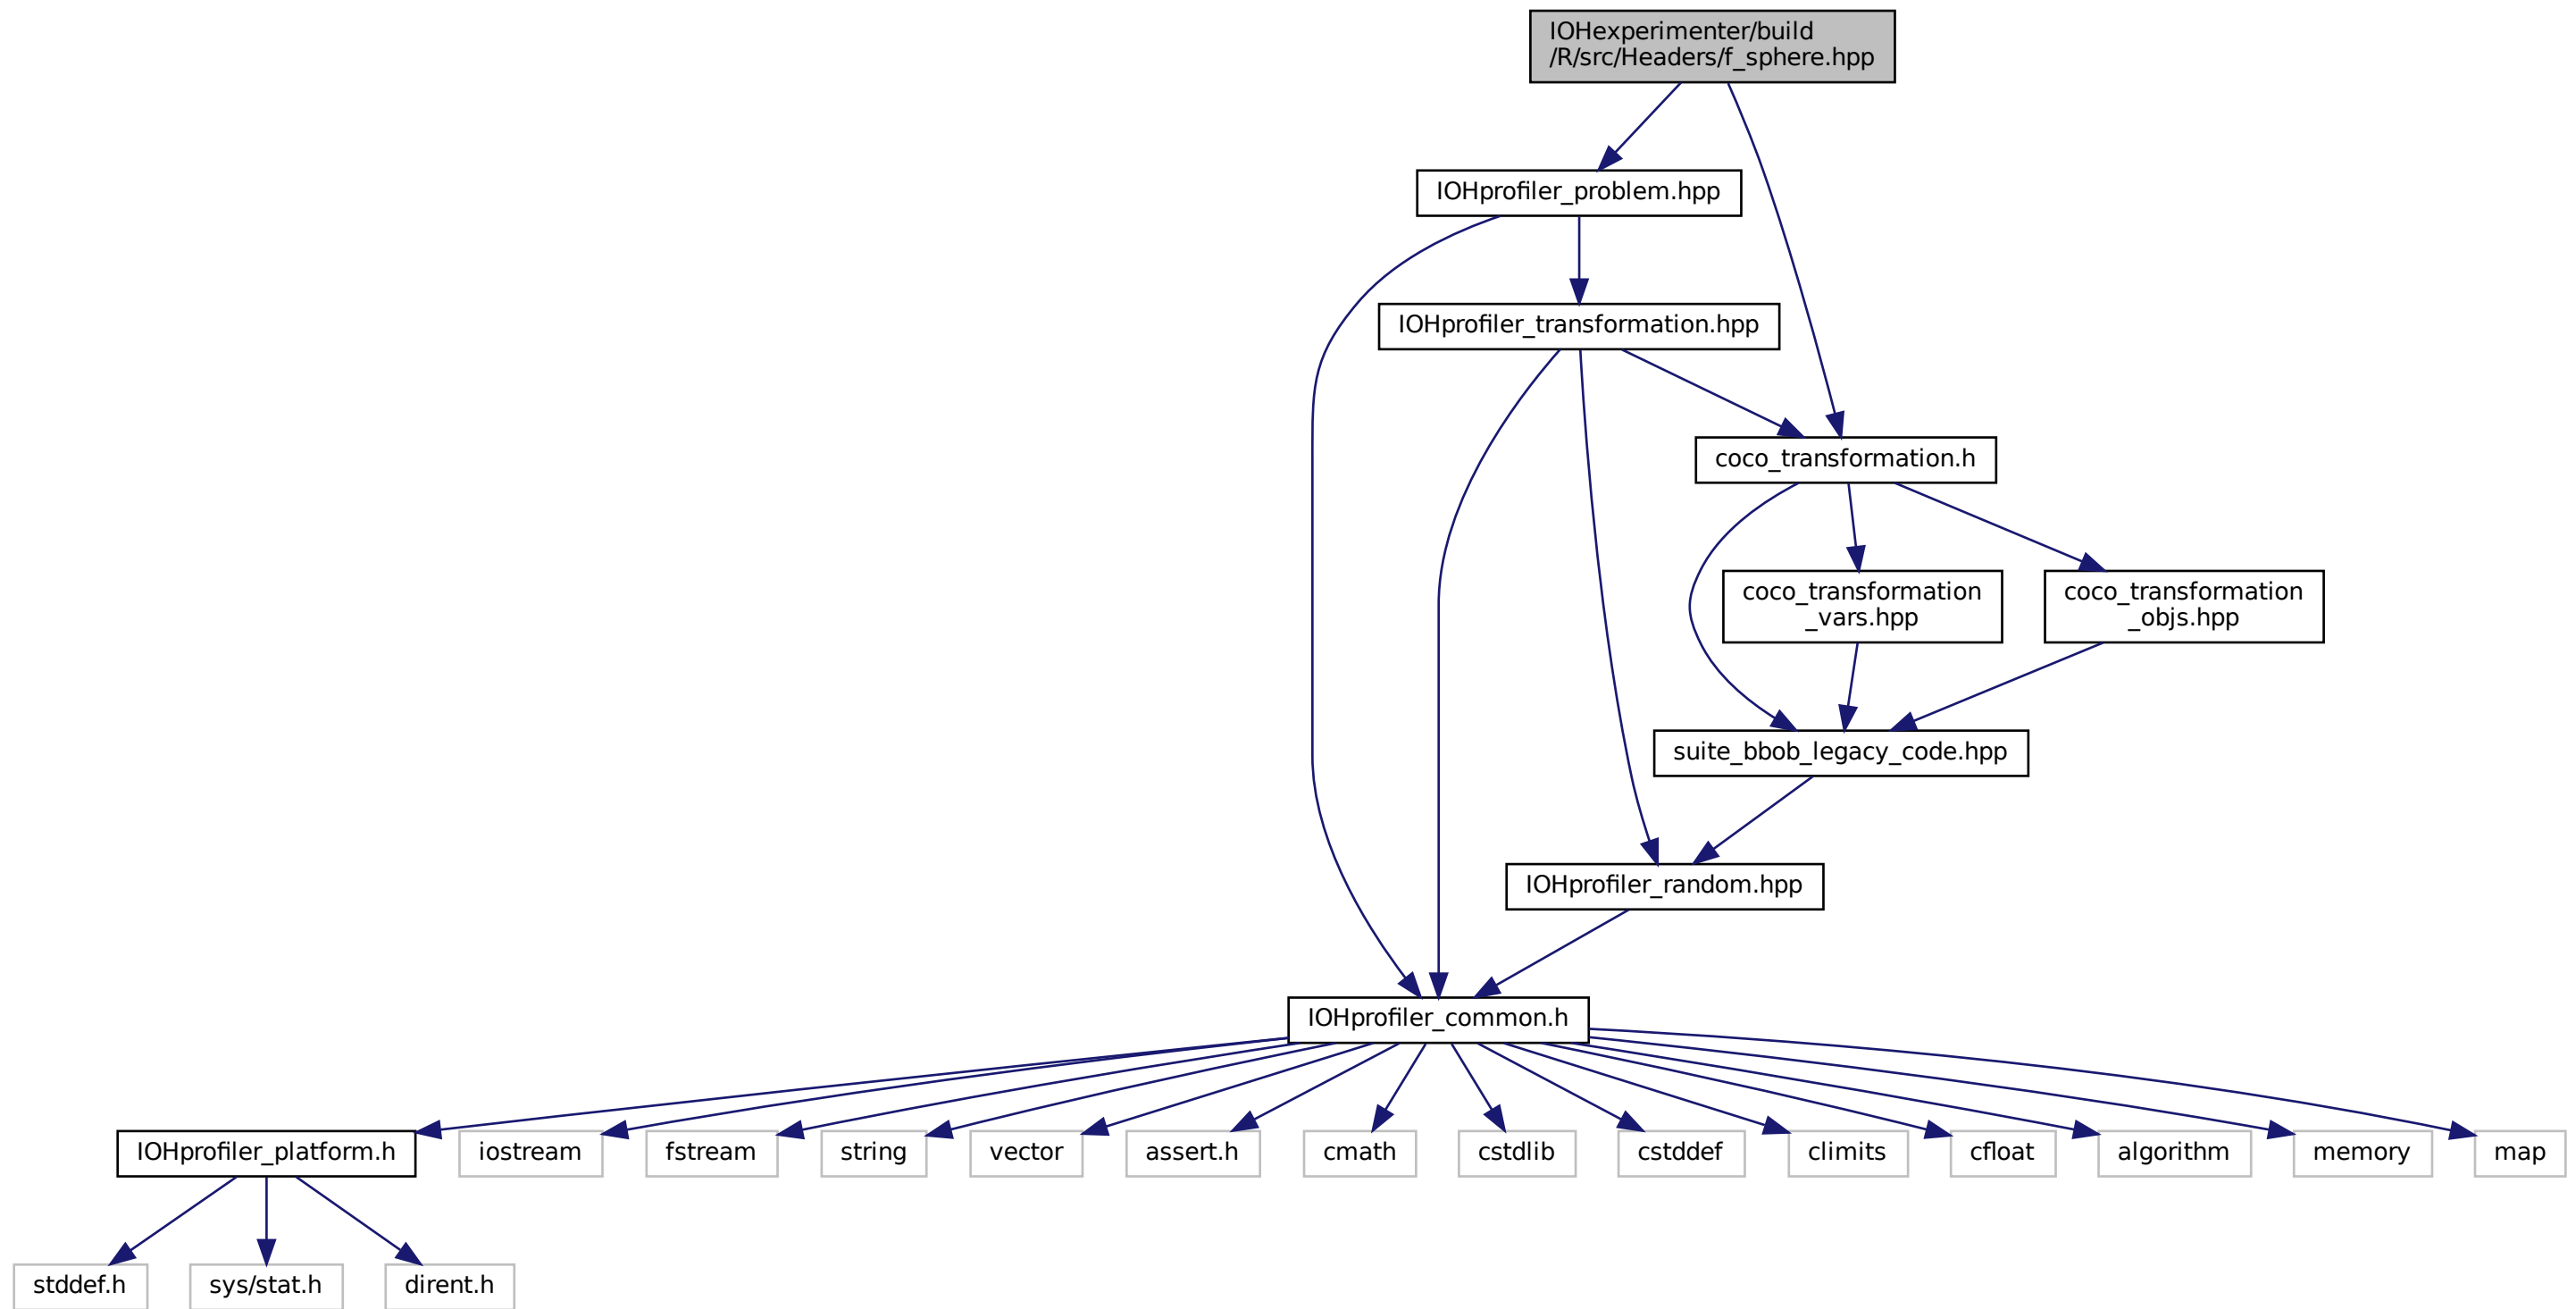 IOHexperimenter/build
/R/src/Headers/f_sphere.hpp
IOHprofiler_problem.hpp
IOHprofiler_transformation.hpp
coco_transformation.h
coco_transformation
_vars.hpp
coco_transformation
_objs.hpp
suite_bbob_legacy_code.hpp
IOHprofiler_random.hpp
IOHprofiler_common.h
IOHprofiler_platform.h
iostream
fstream
string
vector
assert.h
cmath
cstdlib
cstddef
climits
cfloat
algorithm
memory
map
stddef.h
sys/stat.h
dirent.h